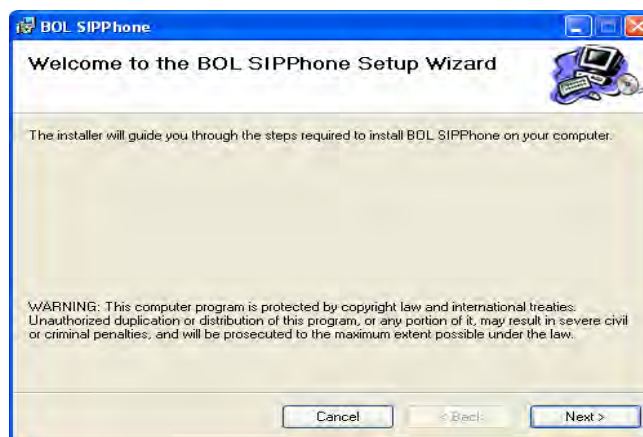 BOL SIPPhone
Welcome to the BOL SIPPhone Setup Wizard
The installer will guide you through the steps required to install BOL SIPPhone on your computer.
WARNING: This computer program is protected by copyright law and international treaties.
Unauthorized duplication or distribution of this program, or any portion of it, may result in severe civil
or criminal penalties, and will be prosecuted to the maximum extent possible under the law.
Cancel < Back Next >